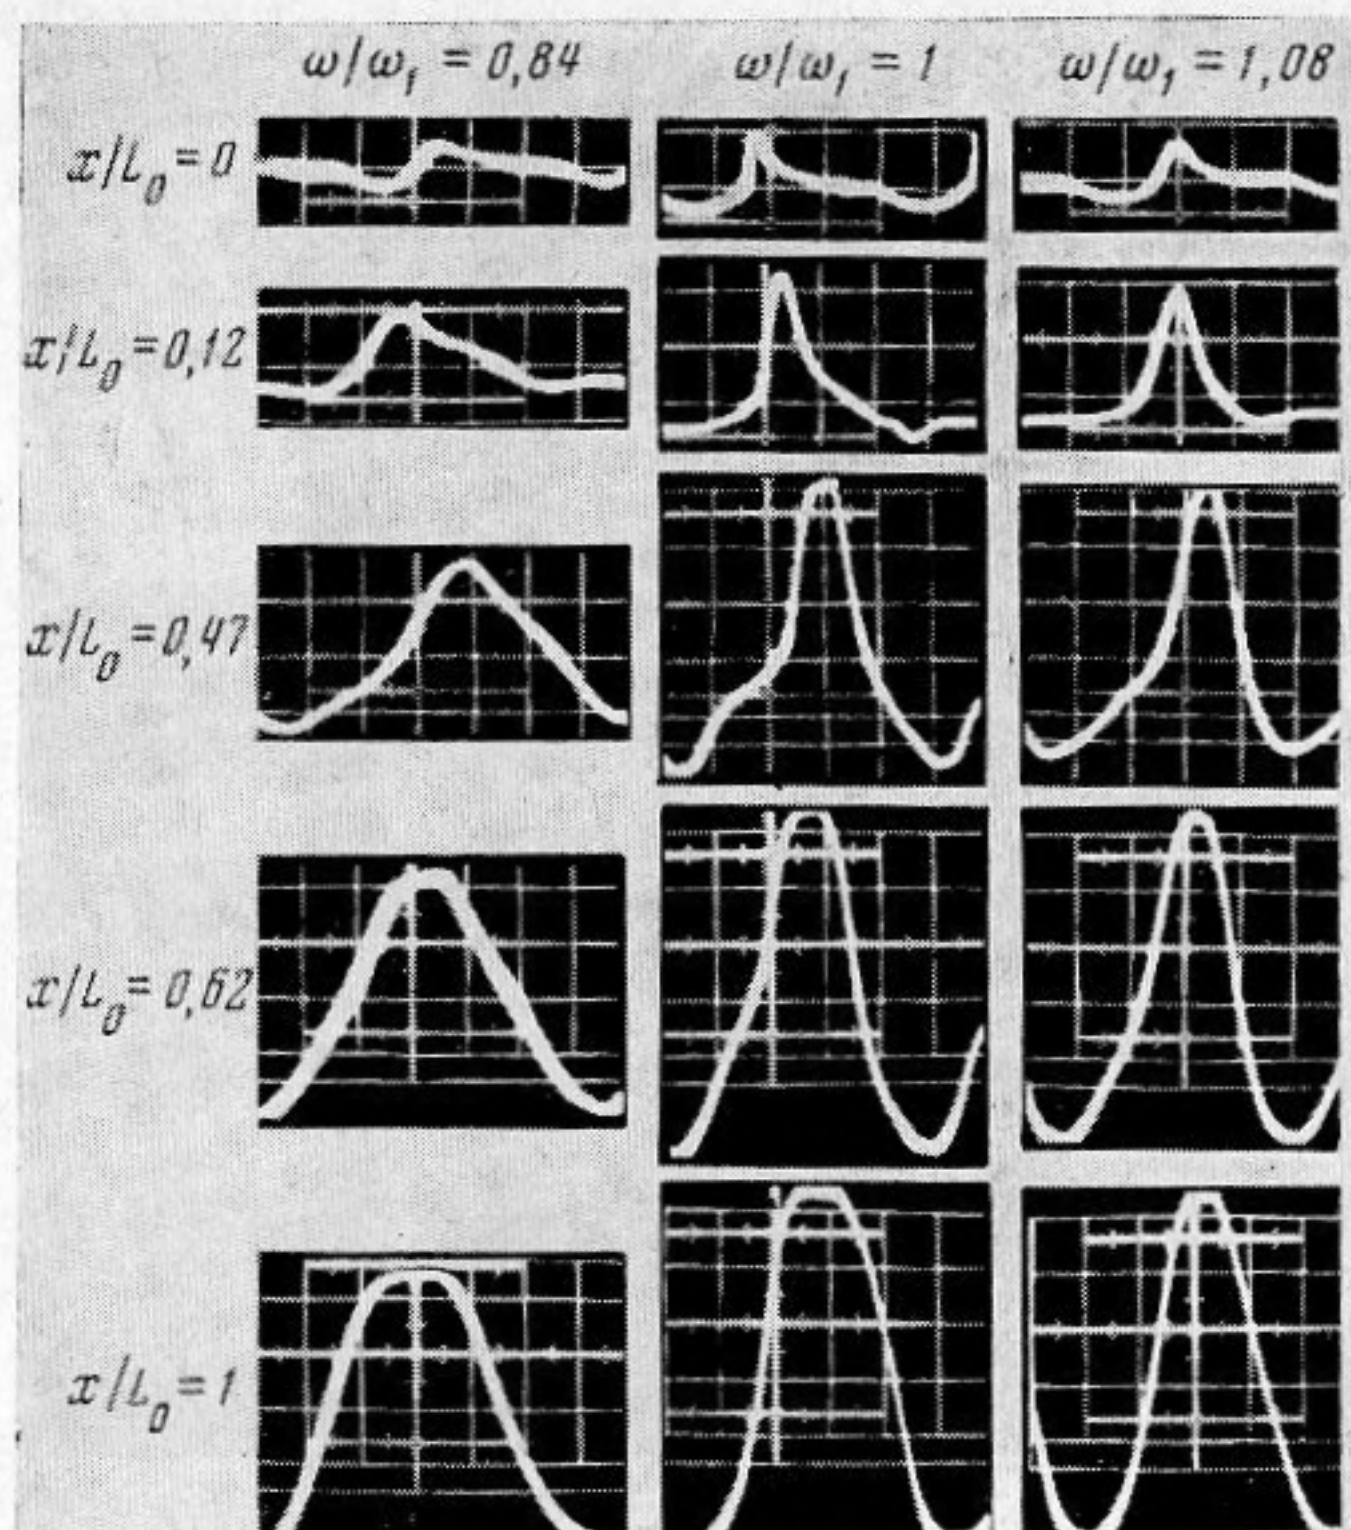 ω/ω₁ = 0,84 ω/ω₁ = 1 ω/ω₁ = 1,08
x/L₀ = 0
x/L₀ = 0,12
x/L₀ = 0,47
x/L₀ = 0,62
x/L₀ = 1